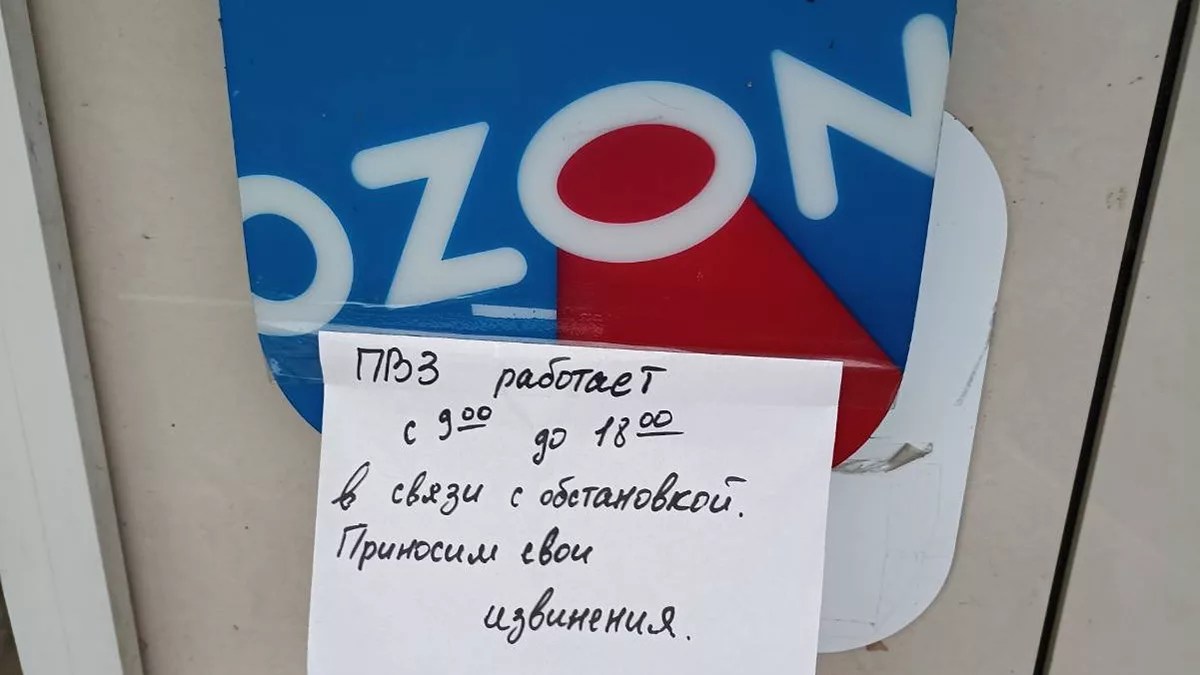 OZON
ПВЗ работает
с 9⁰⁰ до 18⁰⁰
в связи с обстановкой.
Приносим свои
извинения.